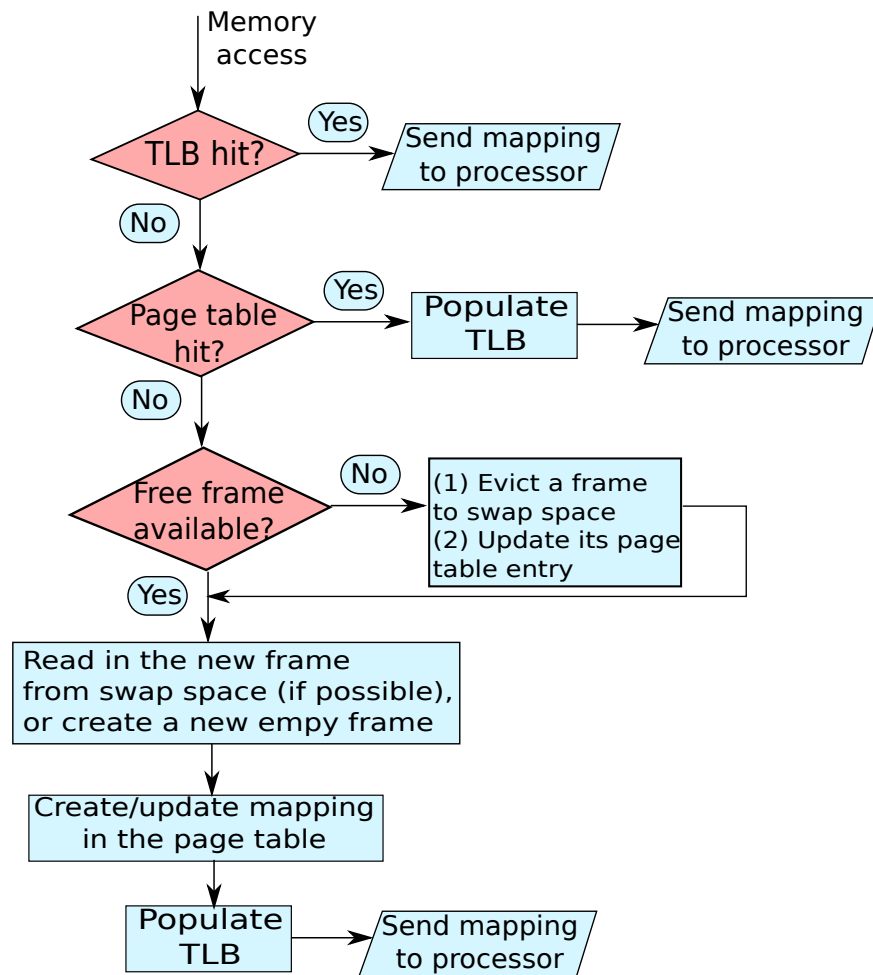 Memory
access
TLB hit?
Yes
Send mapping
to processor
No
Page table
hit?
Yes
Populate
TLB
Send mapping
to processor
No
Free frame
available?
No
(1) Evict a frame
to swap space
(2) Update its page
table entry
Yes
Read in the new frame
from swap space (if possible),
or create a new empy frame
Create/update mapping
in the page table
Populate
TLB
Send mapping
to processor